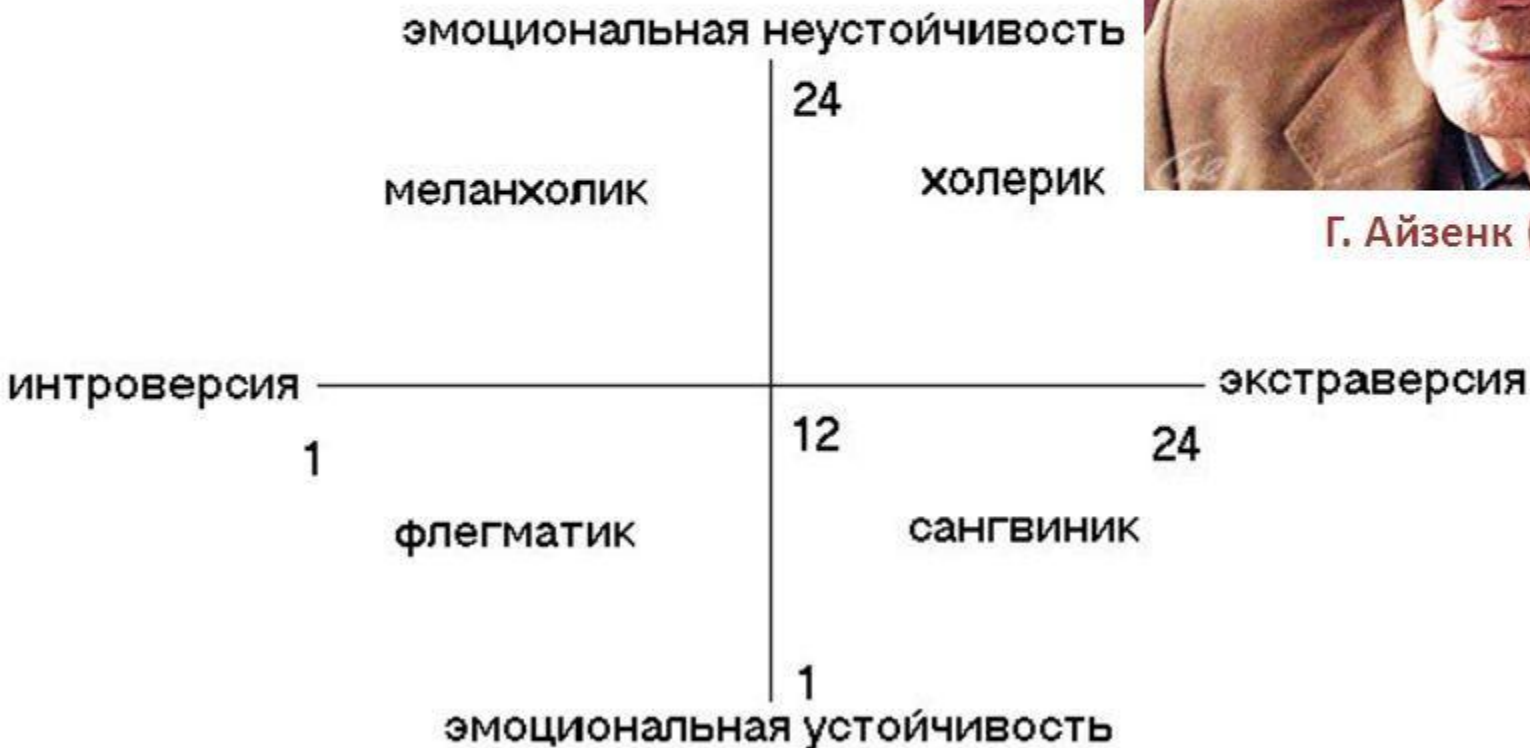 эмоциональная неустойчивость
24
меланхолик
холерик
Г. Айзенк (
интроверсия
экстраверсия
1
12
24
флегматик
сангвиник
1
эмоциональная устойчивость